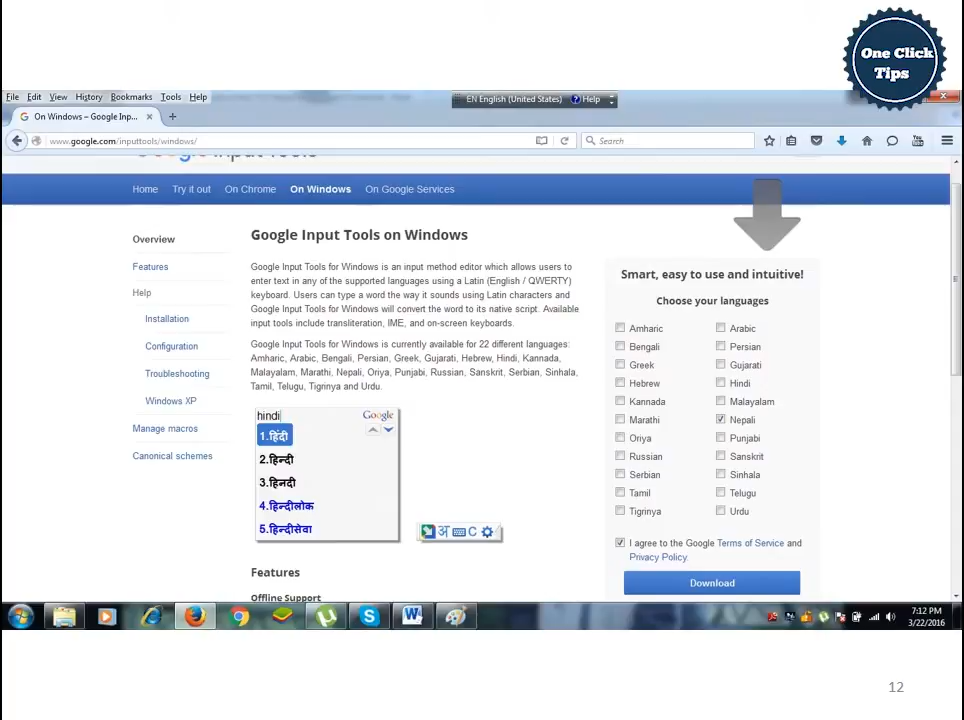 One Click
Tips
File Edit View History Bookmarks Tools Help
EN English (United States) Help
On Windows – Google Inp...
www.google.com/inputtools/windows/
Search
Home Try it out On Chrome On Windows On Google Services
Overview
Features
Help
Installation
Configuration
Troubleshooting
Windows XP
Manage macros
Canonical schemes
Google Input Tools on Windows
Google Input Tools for Windows is an input method editor which allows users to
enter text in any of the supported languages using a Latin (English / QWERTY)
keyboard. Users can type a word the way it sounds using Latin characters and
Google Input Tools for Windows will convert the word to its native script. Available
input tools include transliteration, IME, and on-screen keyboards.
Google Input Tools for Windows is currently available for 22 different languages:
Amharic, Arabic, Bengali, Persian, Greek, Gujarati, Hebrew, Hindi, Kannada,
Malayalam, Marathi, Nepali, Oriya, Punjabi, Russian, Sanskrit, Serbian, Sinhala,
Tamil, Telugu, Tigrinya and Urdu.
hindi Google
1.हिंदी
2.हिन्दी
3.हिनदी
4.हिन्दीलोक
5.हिन्दीसेवा
अ
Features
Offline Support
Smart, easy to use and intuitive!
Choose your languages
Amharic Arabic
Bengali Persian
Greek Gujarati
Hebrew Hindi
Kannada Malayalam
Marathi Nepali
Oriya Punjabi
Russian Sanskrit
Serbian Sinhala
Tamil Telugu
Tigrinya Urdu
I agree to the Google Terms of Service and
Privacy Policy.
Download
7:12 PM
3/22/2016
12